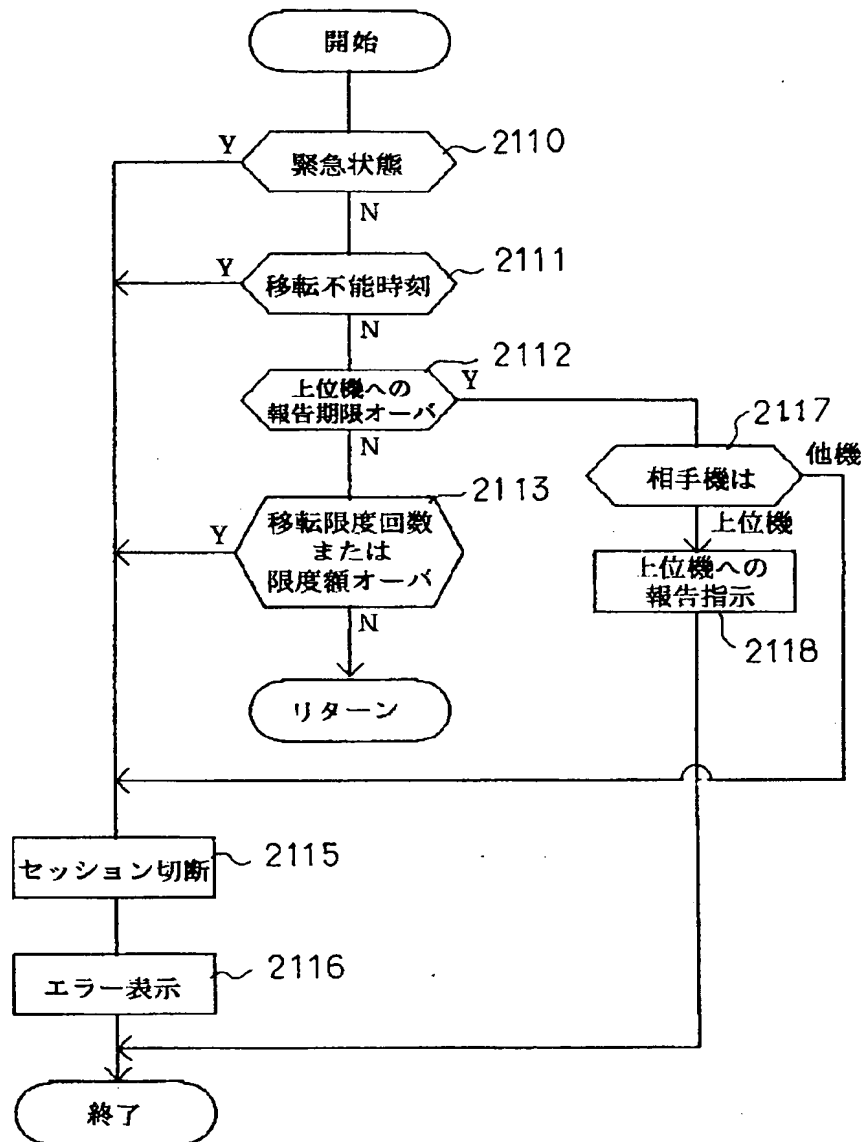 開始
Y
緊急状態
2110
N
Y
移転不能時刻
2111
N
上位機への
報告期限オーバ
2112
Y
N
2117
相手機は
他機
Y
移転限度回数
または
限度額オーバ
2113
上位機
上位機への
報告指示
2118
N
リターン
セッション切断
2115
エラー表示
2116
終了